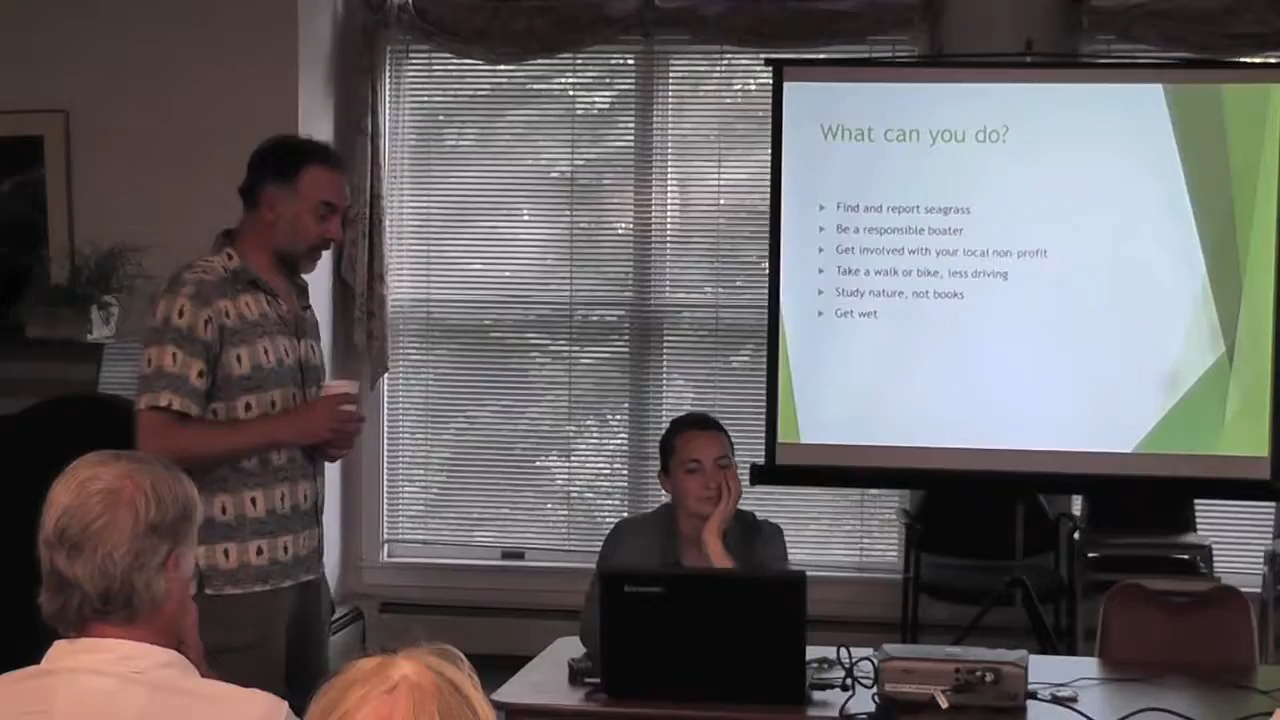 What can you do?
Find and report seagrass
Be a responsible boater
Get involved with your local non-profit
Take a walk or bike, less driving
Study nature, not books
Get wet